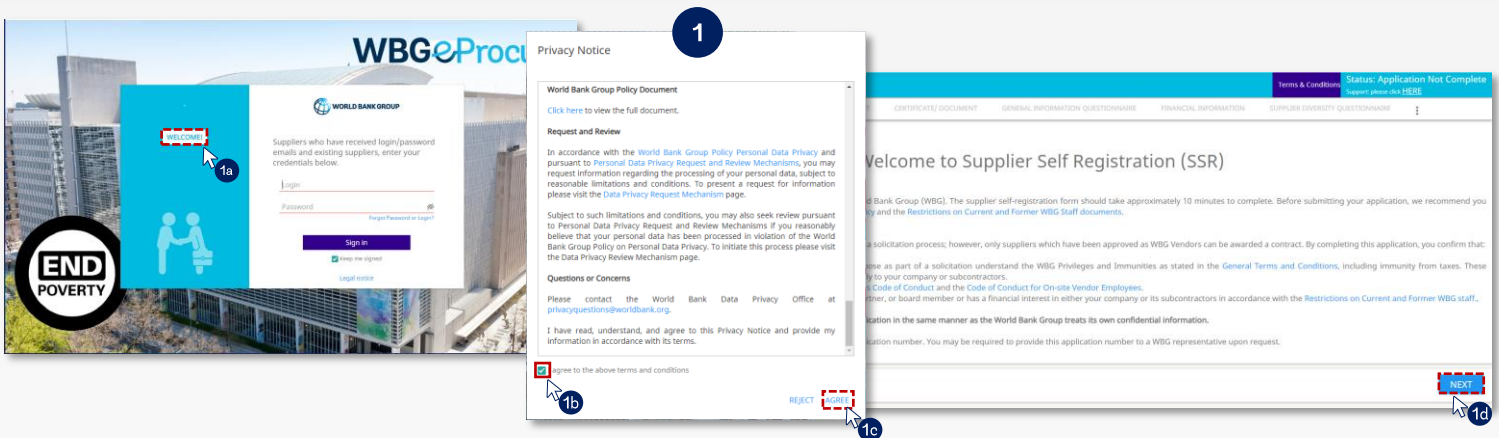 1
WBGeProcu
WORLD BANK GROUP
WELCOME!
1a
Suppliers who have received login/password
emails and existing suppliers, enter your
credentials below.
Login
Password
Forgot Password or Login?
Sign in
Keep me signed
Legal notice
END
POVERTY
Privacy Notice
World Bank Group Policy Document
Click here to view the full document.
Request and Review
In accordance with the World Bank Group Policy Personal Data Privacy and
pursuant to Personal Data Privacy Request and Review Mechanisms, you may
request information regarding the processing of your personal data, subject to
reasonable limitations and conditions. To present a request for information
please visit the Data Privacy Request Mechanism page.
Subject to such limitations and conditions, you may also seek review pursuant
to Personal Data Privacy Request and Review Mechanisms if you reasonably
believe that your personal data has been processed in violation of the World
Bank Group Policy on Personal Data Privacy. To initiate this process please visit
the Data Privacy Review Mechanism page.
Questions or Concerns
Please contact the World Bank Data Privacy Office at
privacyquestions@worldbank.org.
I have read, understand, and agree to this Privacy Notice and provide my
information in accordance with its terms.
agree to the above terms and conditions
1b
REJECT AGREE
1c
Terms & Conditions
Status: Application Not Complete
Support: please click HERE
CERTIFICATE/ DOCUMENT GENERAL INFORMATION QUESTIONNAIRE FINANCIAL INFORMATION SUPPLIER DIVERSITY QUESTIONNAIRE
Welcome to Supplier Self Registration (SSR)
d Bank Group (WBG). The supplier self-registration form should take approximately 10 minutes to complete. Before submitting your application, we recommend you
ty and the Restrictions on Current and Former WBG Staff documents.
a solicitation process; however, only suppliers which have been approved as WBG Vendors can be awarded a contract. By completing this application, you confirm that:
ose as part of a solicitation understand the WBG Privileges and Immunities as stated in the General Terms and Conditions, including immunity from taxes. These
ly to your company or subcontractors.
s Code of Conduct and the Code of Conduct for On-site Vendor Employees.
rtner, or board member or has a financial interest in either your company or its subcontractors in accordance with the Restrictions on Current and Former WBG staff.,
ication in the same manner as the World Bank Group treats its own confidential information.
ication number. You may be required to provide this application number to a WBG representative upon request.
NEXT
1d